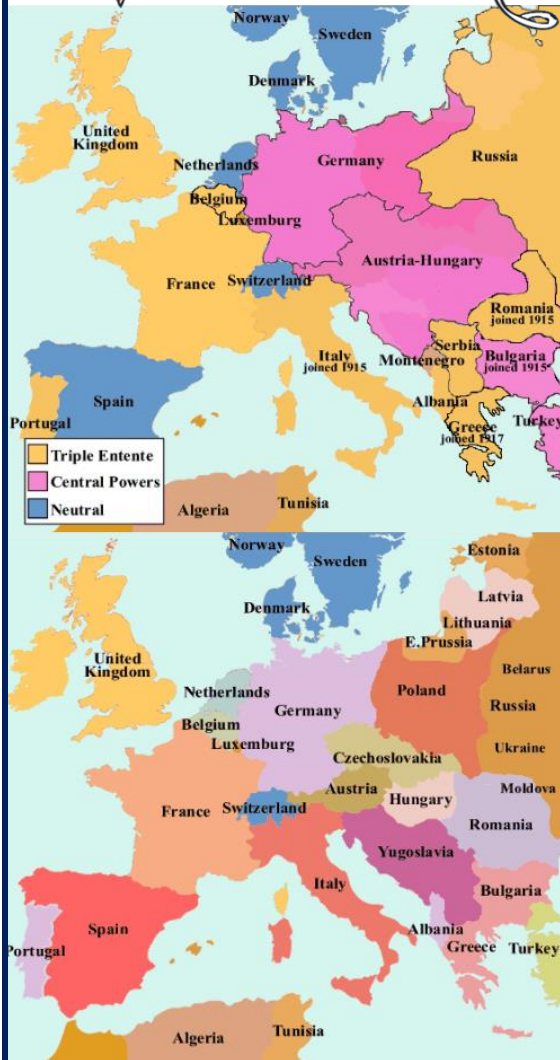 Norway
Sweden
Denmark
United
Kingdom
Netherlands
Germany
Russia
Belgium
Luxemburg
Austria-Hungary
France
Switzerland
Romania
joined 1915
Serbia
Italy
joined 1915
Montenegro
Bulgaria
joined 1915
Spain
Albania
Portugal
Greece
joined 1917
Turkey
Triple Entente
Central Powers
Neutral
Algeria
Tunisia
Norway
Sweden
Estonia
Denmark
Latvia
Lithuania
United
Kingdom
E.Prussia
Belarus
Netherlands
Poland
Germany
Russia
Belgium
Luxemburg
Ukraine
Czechoslovakia
Austria
Moldova
France
Switzerland
Hungary
Romania
Yugoslavia
Italy
Bulgaria
Spain
Albania
Portugal
Greece
Turkey
Algeria
Tunisia